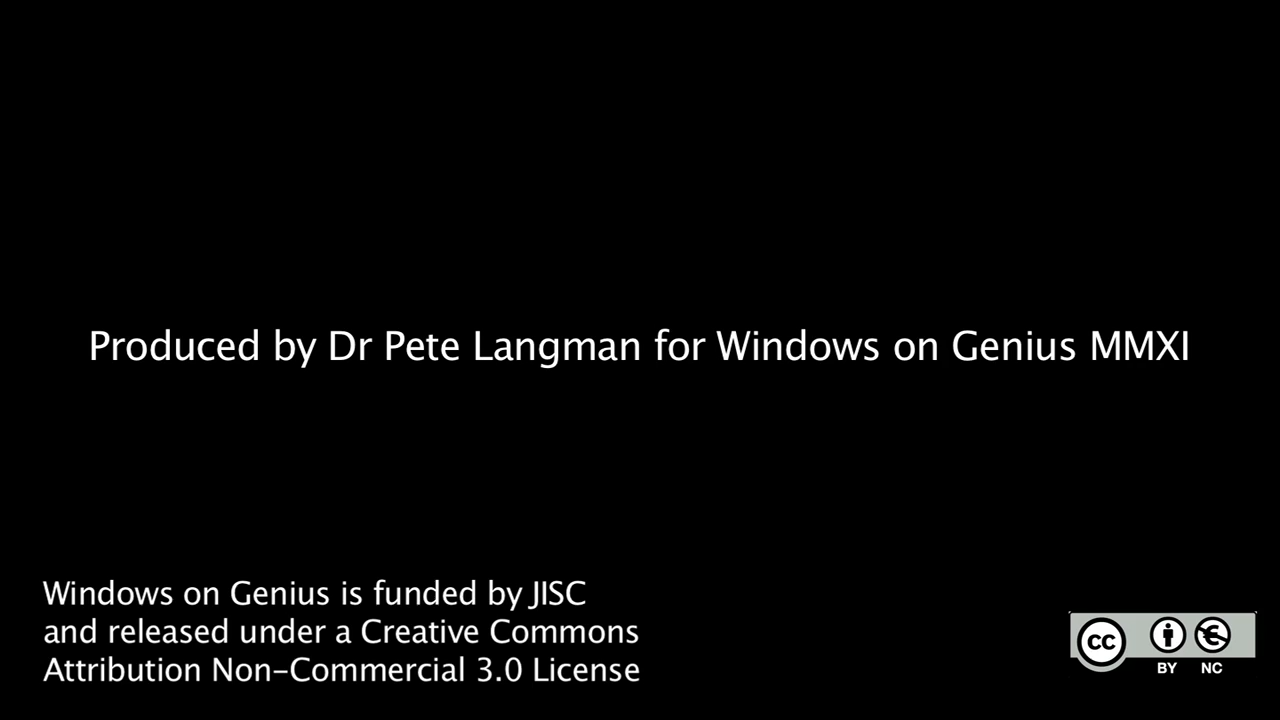 Produced by Dr Pete Langman for Windows on Genius MMXI
Windows on Genius is funded by JISC
and released under a Creative Commons
Attribution Non-Commercial 3.0 License
cc
BY NC